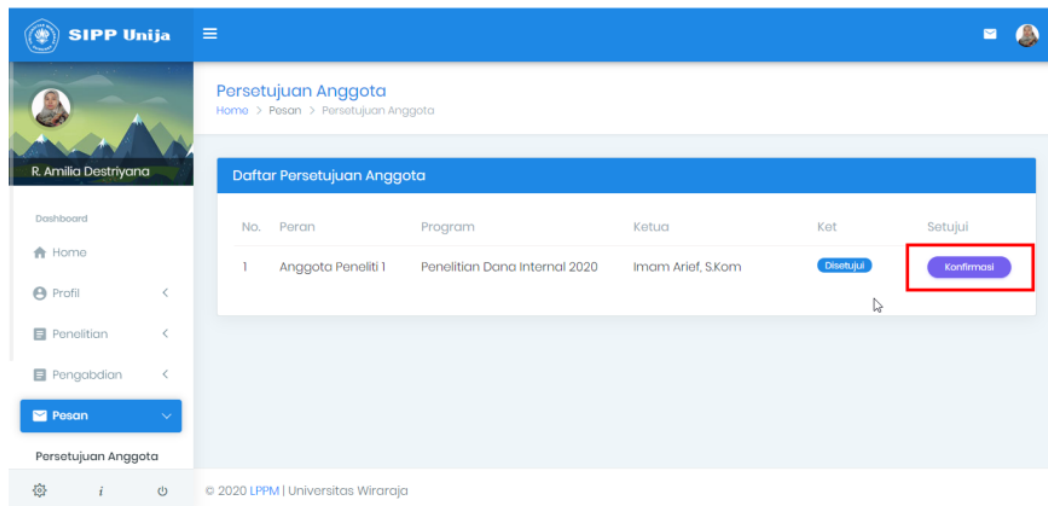 SIPP Unija
Persetujuan Anggota
Home > Pesan > Persetujuan Anggota
R. Amilia Destriyana
Daftar Persetujuan Anggota
No. Peran Program Ketua Ket Setujui
1 Anggota Peneliti 1 Penelitian Dana Internal 2020 Imam Arief, S.Kom Disetujui Konfirmasi
Dashboard
Home
Profil
Penelitian
Pengabdian
Pesan
Persetujuan Anggota
© 2020 LPPM | Universitas Wiraraja